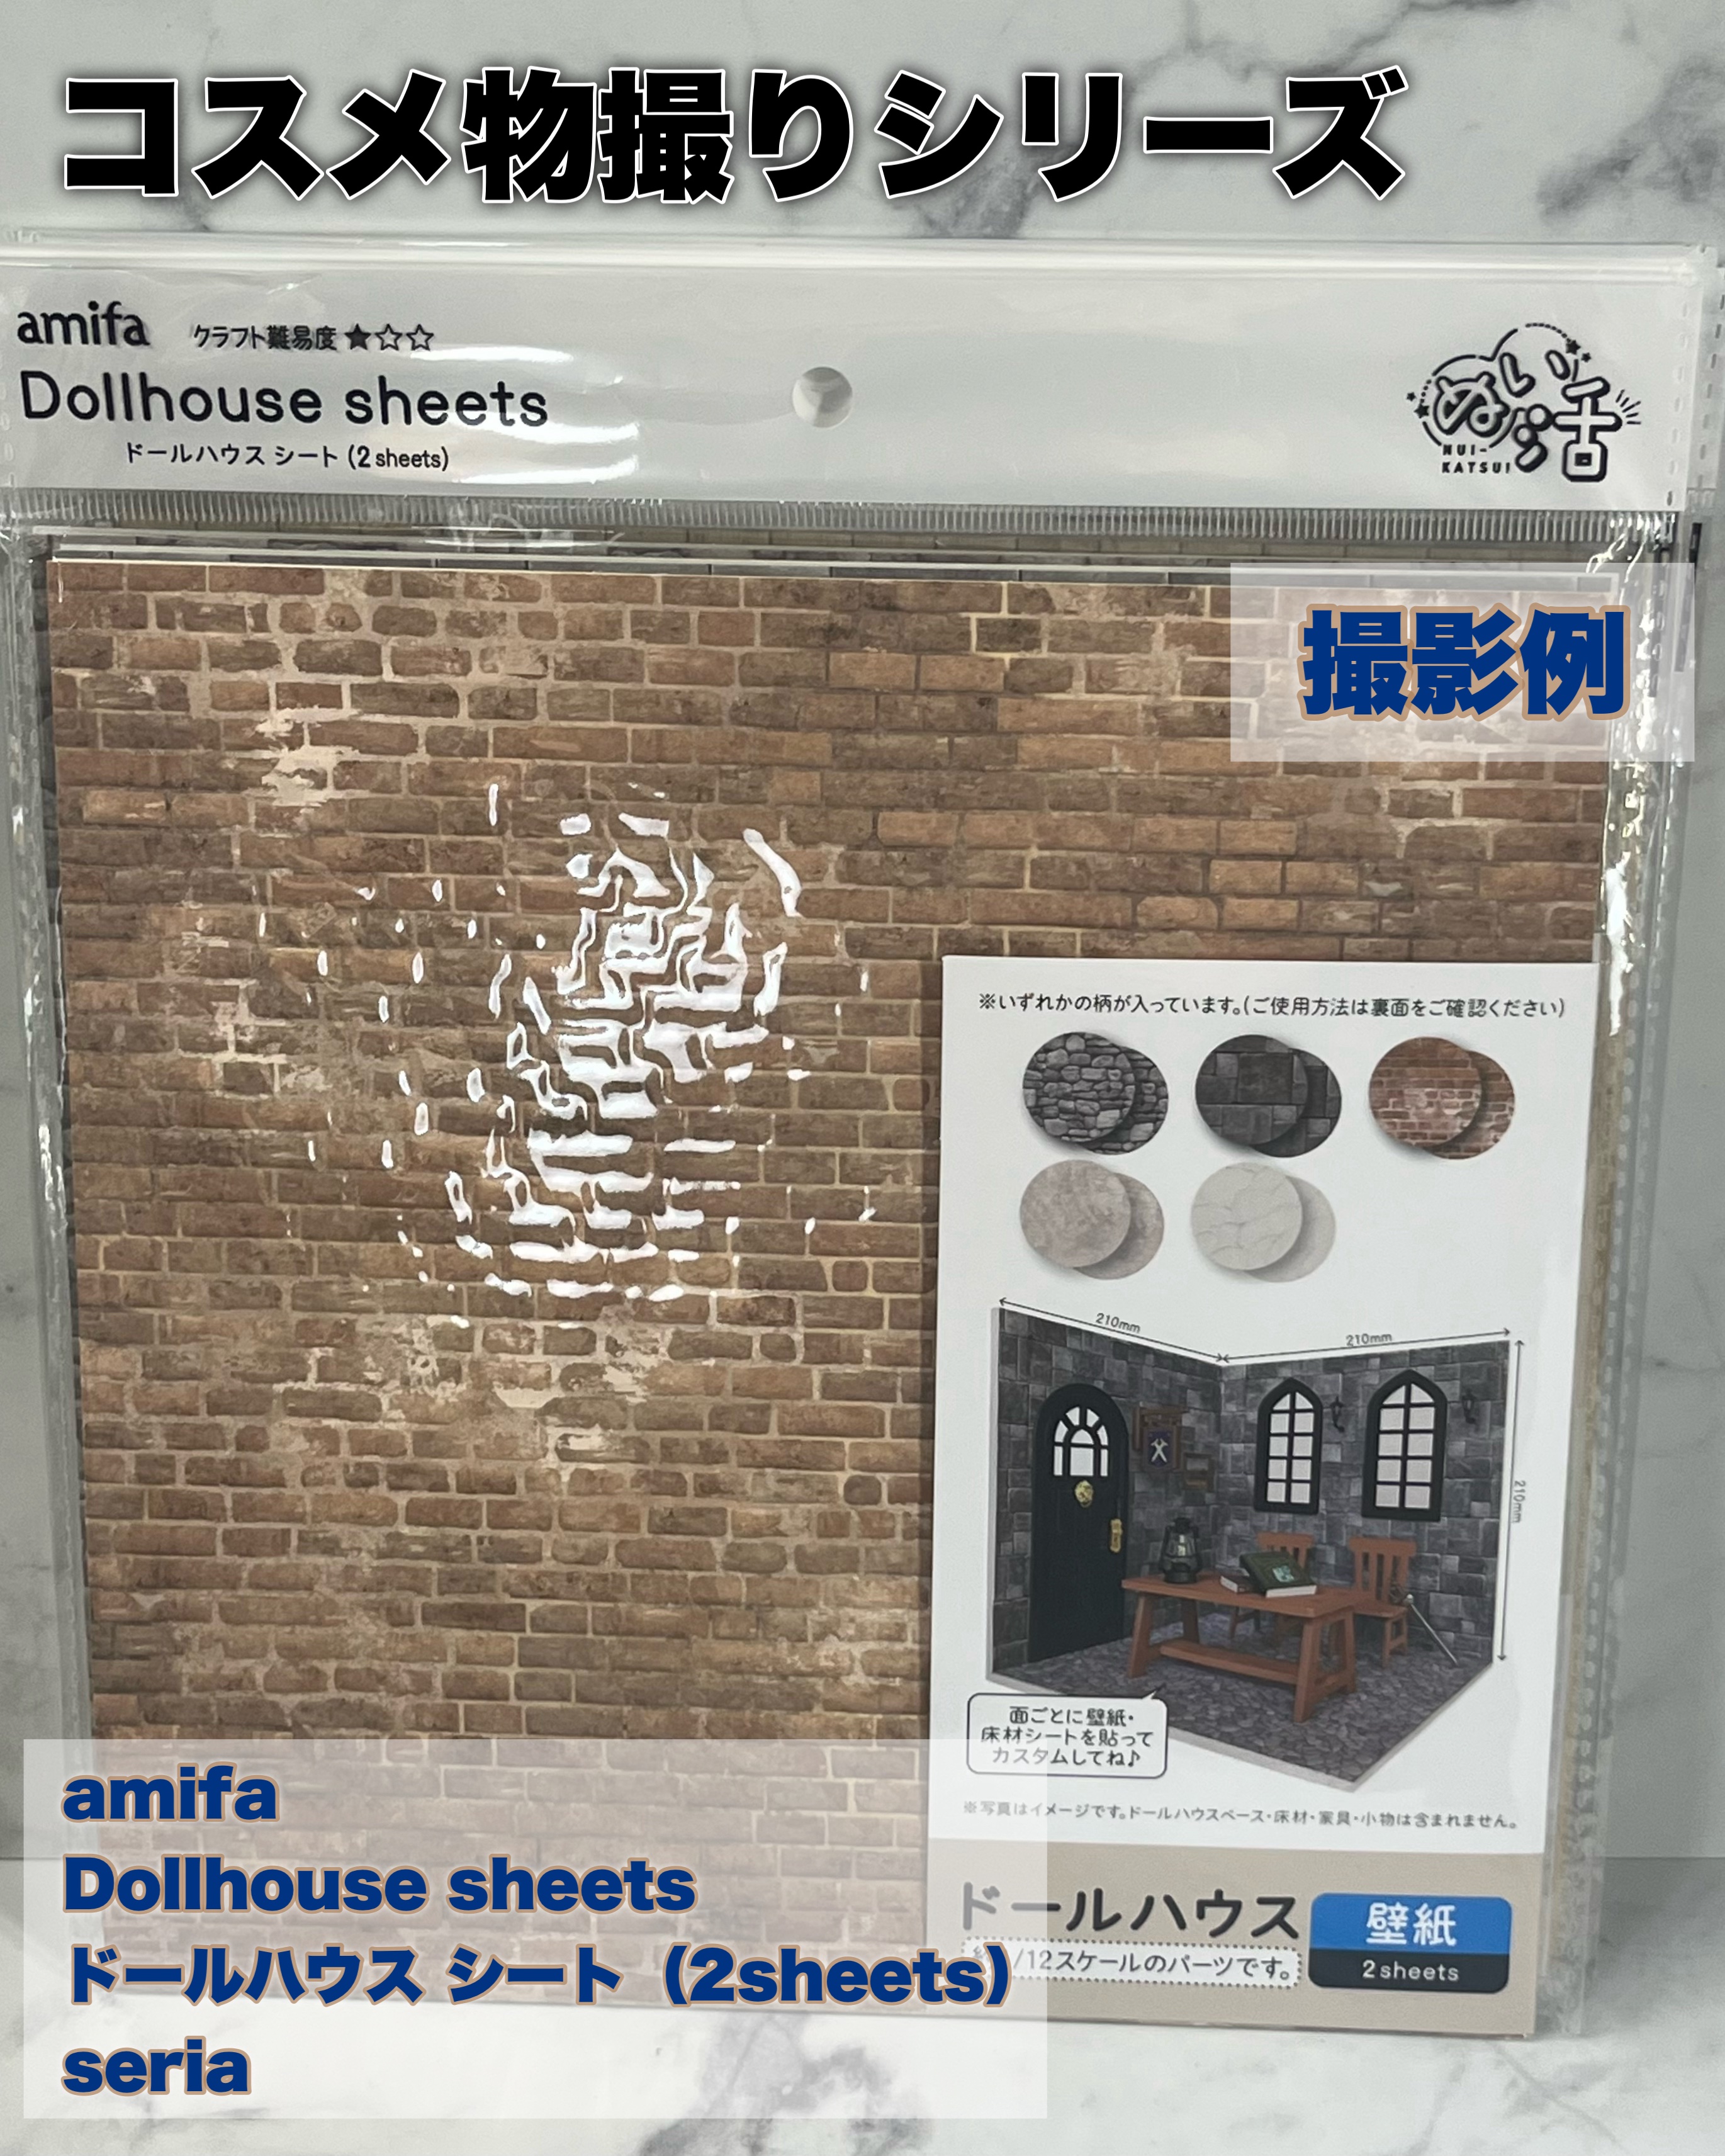 コスメ物撮りシリーズ
amifa クラフト難易度 ★☆☆
Dollhouse sheets
ドールハウス シート (2 sheets)
ぬい活
NUI-
KATSU!
撮影例
※いずれかの柄が入っています。(ご使用方法は裏面をご確認ください)
210mm
210mm
210mm
面ごとに壁紙・
床材シートを貼って
カスタムしてね♪
※写真はイメージです。ドールハウスベース・床材・家具・小物は含まれません。
ドールハウス
壁紙
2 sheets
/12スケールのパーツです。
amifa
Dollhouse sheets
ドールハウス シート（2sheets）
seria